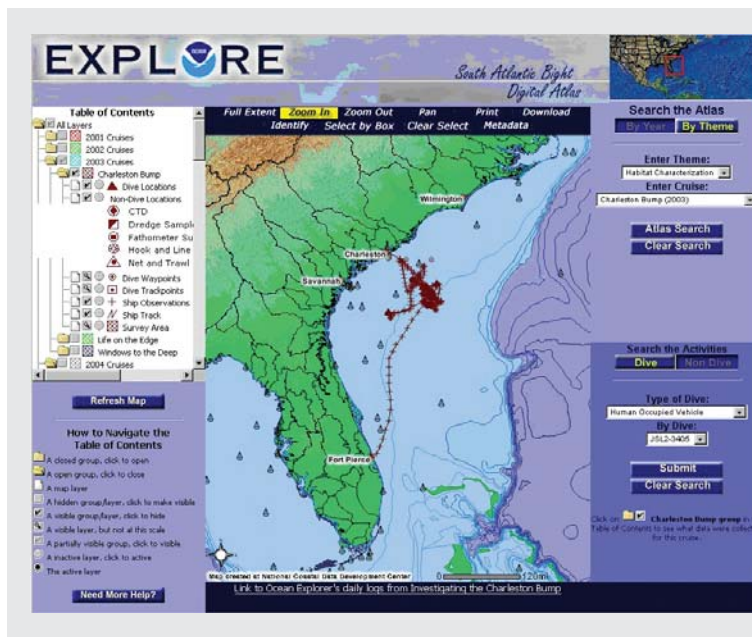 EXPLORE
South Atlantic Bight
Digital Atlas
Table of Contents
All Layers
2001 Cruises
2002 Cruises
2003 Cruises
Charleston Bump
Dive Locations
Non-Dive Locations
CTD
Dredge Sampl
Fathometer Su
Hook and Line
Net and Trawl
Dive Waypoints
Dive Trackpoints
Ship Observations
Ship Track
Survey Area
Life on the Edge
Windows to the Deep
2004 Cruises
Refresh Map
How to Navigate the
Table of Contents
A closed group, click to open
A open group, click to close
A map layer
A hidden group/layer, click to make visible
A visible group/layer, click to hide
A visible layer, but not at this scale
A partially visible group, click to visible
A inactive layer, click to active
The active layer
Need More Help?
Full Extent Zoom In Zoom Out Pan Print Download
Identify Select by Box Clear Select Metadata
Wilmington
Charleston
Savannah
Fort Pierce
Map created at National Coastal Data Development Center
0 120mi
Link to Ocean Explorer's daily logs from Investigating the Charleston Bump
Search the Atlas
By Year By Theme
Enter Theme:
Habitat Characterization
Enter Cruise:
Charleston Bump (2003)
Atlas Search
Clear Search
Search the Activities
Dive Non Dive
Type of Dive:
Human Occupied Vehicle
By Dive:
JSL2-3405
Submit
Clear Search
Click on Charleston Bump group in
Table of Contents to see what data were collect
for this cruise.